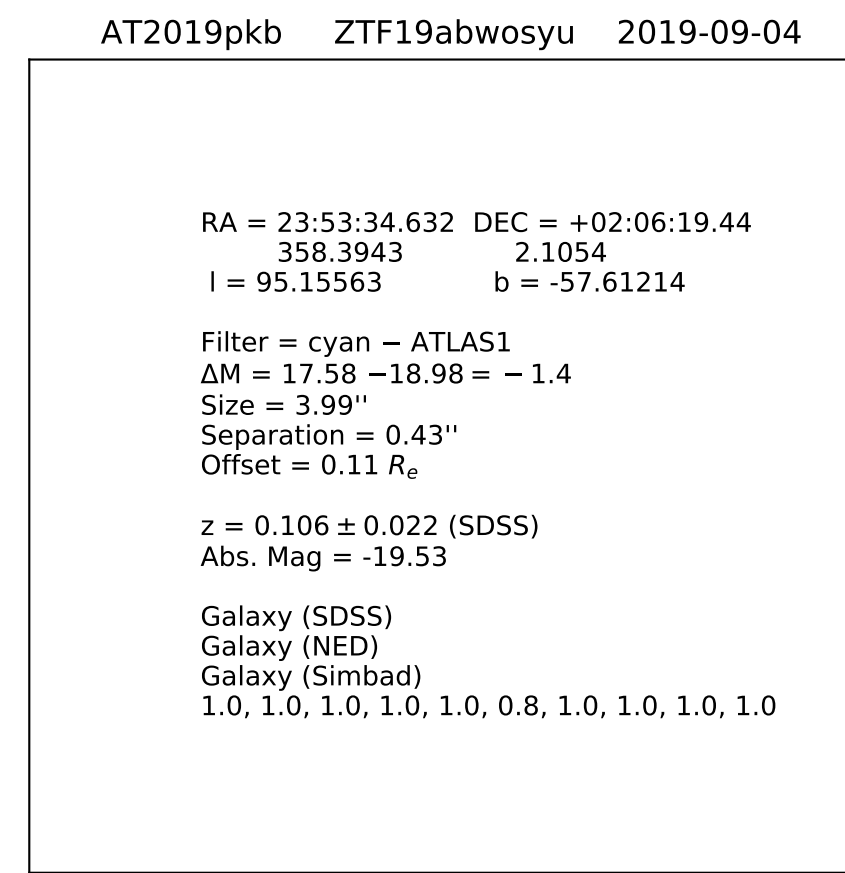 AT2019pkb ZTF19abwosyu 2019-09-04
RA = 23:53:34.632 DEC = +02:06:19.44
358.3943 2.1054
l = 95.15563 b = -57.61214
Filter = cyan − ATLAS1
ΔM = 17.58 −18.98 = − 1.4
Size = 3.99''
Separation = 0.43''
Offset = 0.11 Rₑ
z = 0.106 ± 0.022 (SDSS)
Abs. Mag = -19.53
Galaxy (SDSS)
Galaxy (NED)
Galaxy (Simbad)
1.0, 1.0, 1.0, 1.0, 1.0, 0.8, 1.0, 1.0, 1.0, 1.0